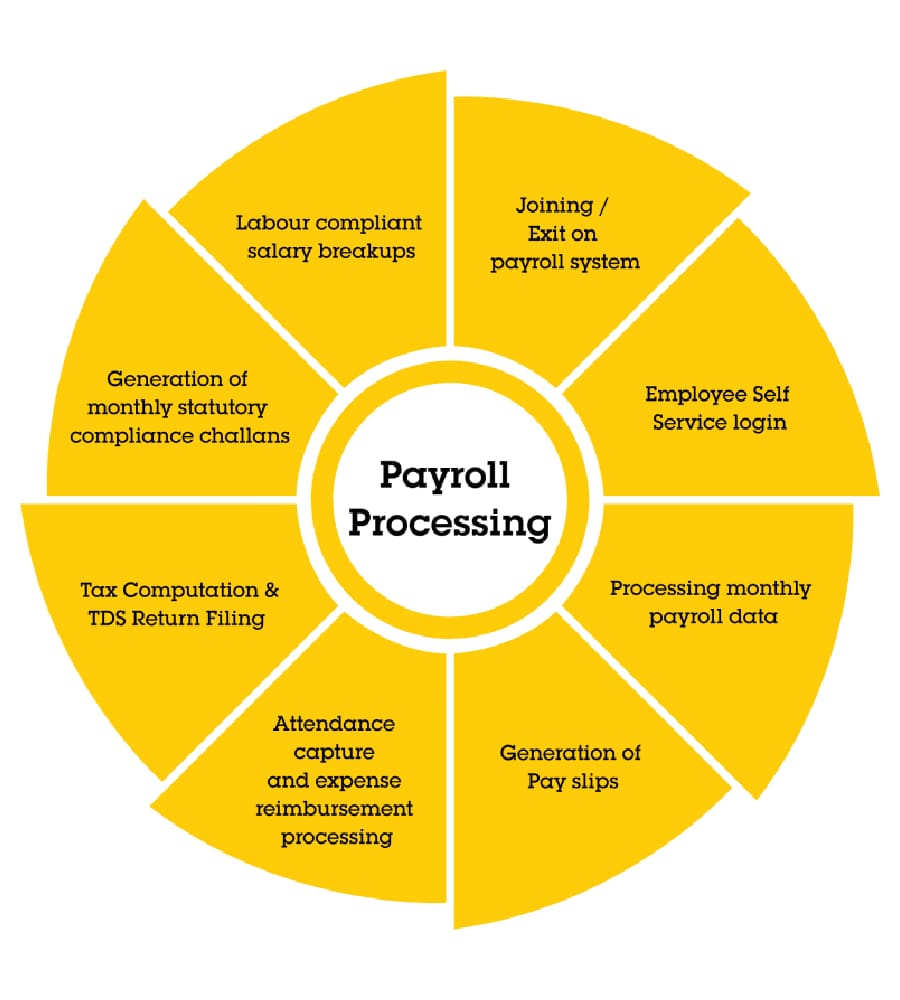 Payroll
Processing
Joining /
Exit on
payroll system
Employee Self
Service login
Processing monthly
payroll data
Generation of
Pay slips
Attendance
capture
and expense
reimbursement
processing
Tax Computation &
TDS Return Filing
Generation of
monthly statutory
compliance challans
Labour compliant
salary breakups